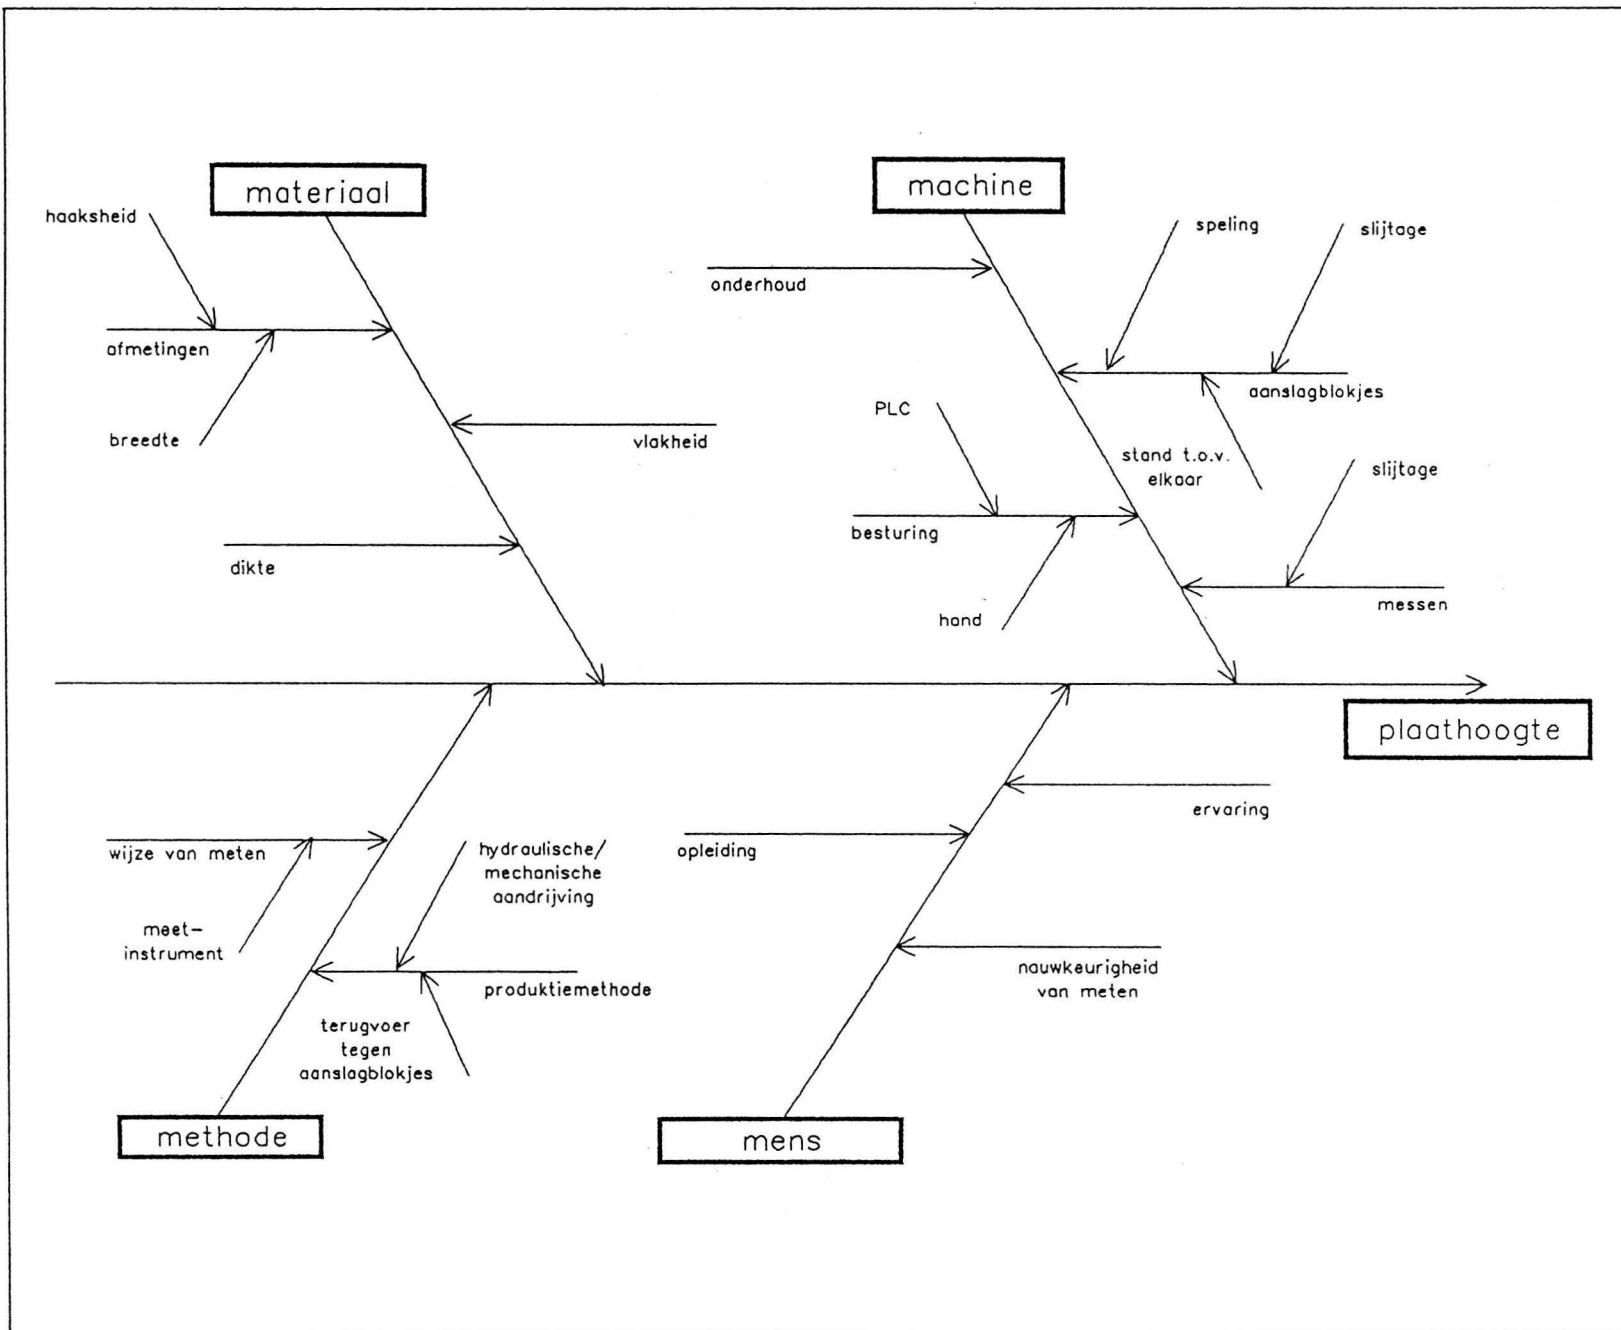 materiaal
machine
haaksheid
speling
slijtage
onderhoud
afmetingen
aanslagblokjes
PLC
breedte
vlakheid
stand t.o.v.
elkaar
slijtage
besturing
dikte
hand
messen
plaathoogte
ervaring
wijze van meten
hydraulische/
mechanische
aandrijving
opleiding
meet-
instrument
nauwkeurigheid
van meten
produktiemethode
terugvoer
tegen
aanslagblokjes
methode
mens